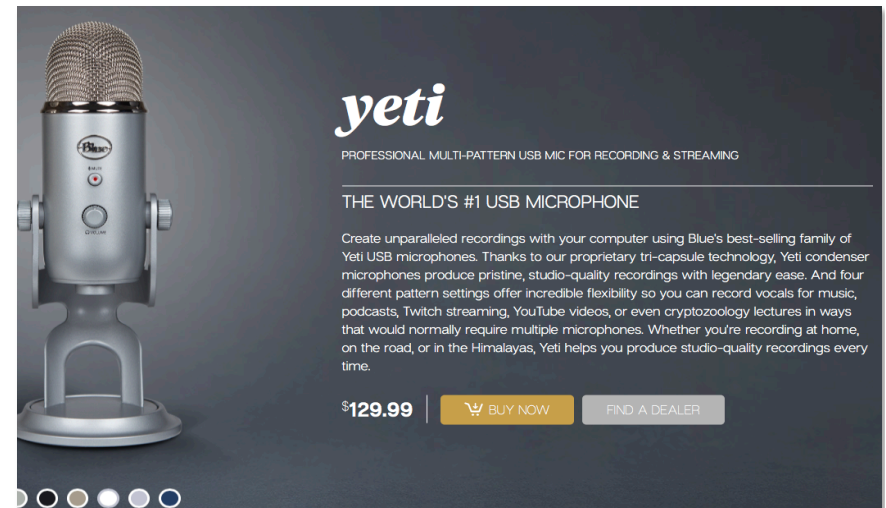 yeti
PROFESSIONAL MULTI-PATTERN USB MIC FOR RECORDING & STREAMING
THE WORLD'S #1 USB MICROPHONE
Create unparalleled recordings with your computer using Blue's best-selling family of
Yeti USB microphones. Thanks to our proprietary tri-capsule technology, Yeti condenser
microphones produce pristine, studio-quality recordings with legendary ease. And four
different pattern settings offer incredible flexibility so you can record vocals for music,
podcasts, Twitch streaming, YouTube videos, or even cryptozoology lectures in ways
that would normally require multiple microphones. Whether you're recording at home,
on the road, or in the Himalayas, Yeti helps you produce studio-quality recordings every
time.
$129.99
BUY NOW
FIND A DEALER
Blue
MUTE
VOLUME